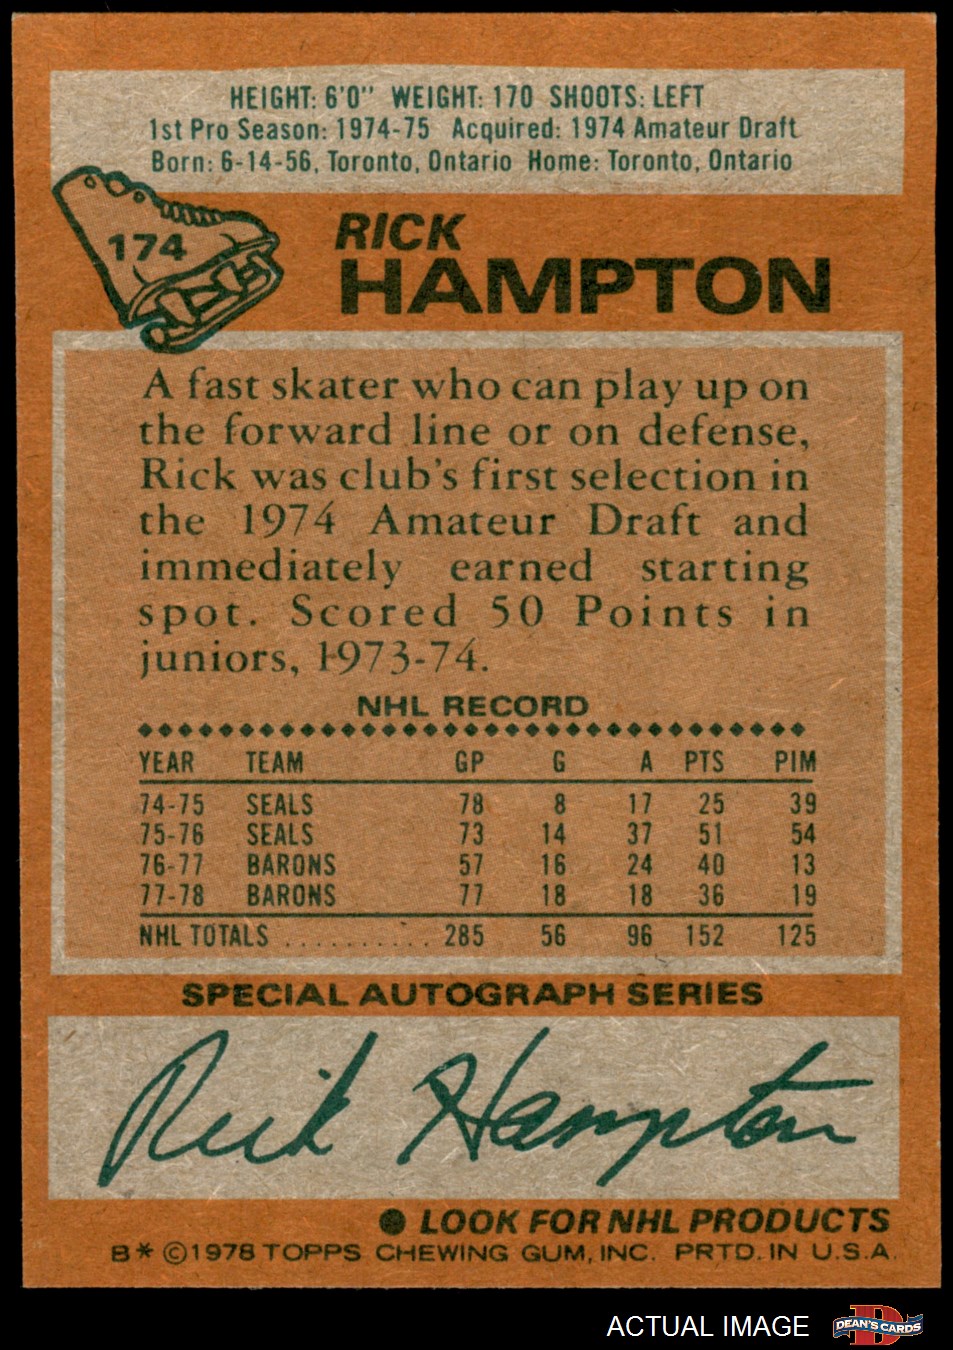 HEIGHT: 6'0" WEIGHT: 170 SHOOTS: LEFT
1st Pro Season: 1974-75 Acquired: 1974 Amateur Draft
Born: 6-14-56, Toronto, Ontario Home: Toronto, Ontario
174
RICK
HAMPTON
A fast skater who can play up on
the forward line or on defense,
Rick was club's first selection in
the 1974 Amateur Draft and
immediately earned starting
spot. Scored 50 Points in
juniors, 1973-74.
NHL RECORD
YEAR TEAM GP G A PTS PIM
74-75 SEALS 78 8 17 25 39
75-76 SEALS 73 14 37 51 54
76-77 BARONS 57 16 24 40 13
77-78 BARONS 77 18 18 36 19
NHL TOTALS .......... 285 56 96 152 125
SPECIAL AUTOGRAPH SERIES
Rick Hampton
● LOOK FOR NHL PRODUCTS
B* ©1978 TOPPS CHEWING GUM, INC. PRTD. IN U.S.A.
ACTUAL IMAGE
D
DEAN'S CARDS